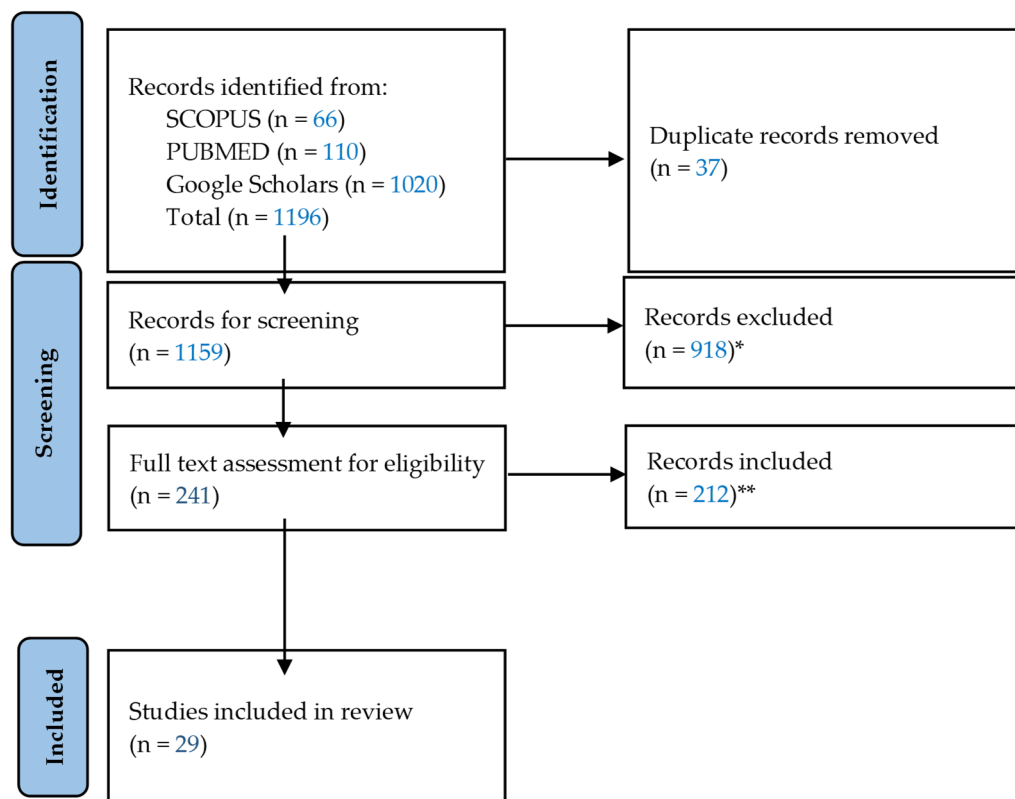 Identification
Records identified from:
SCOPUS (n = 66)
PUBMED (n = 110)
Google Scholars (n = 1020)
Total (n = 1196)
Duplicate records removed
(n = 37)
Screening
Records for screening
(n = 1159)
Records excluded
(n = 918)*
Full text assessment for eligibility
(n = 241)
Records included
(n = 212)**
Included
Studies included in review
(n = 29)